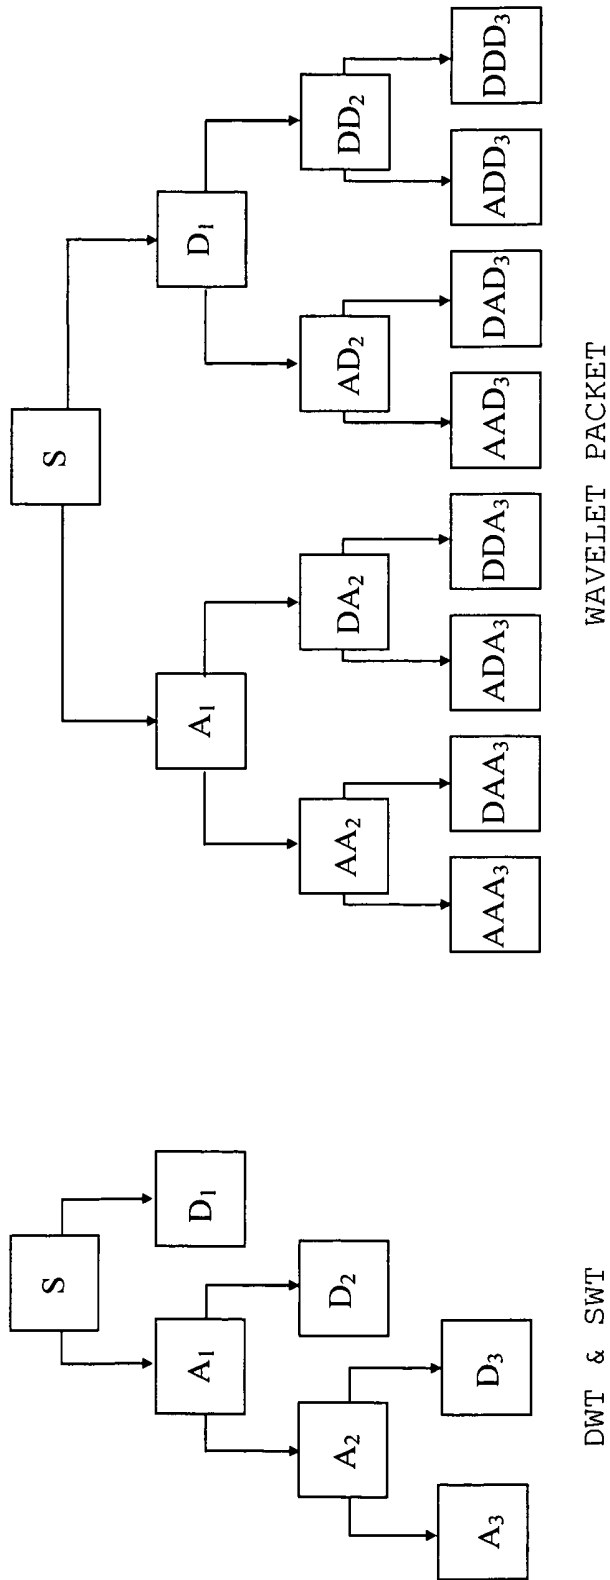 S
A₁ D₁
A₂ D₂
A₃ D₃
DWT & SWT
S
A₁ D₁
AA₂ DA₂ AD₂ DD₂
AAA₃ DAA₃ ADA₃ DDA₃ AAD₃ DAD₃ ADD₃ DDD₃
WAVELET PACKET